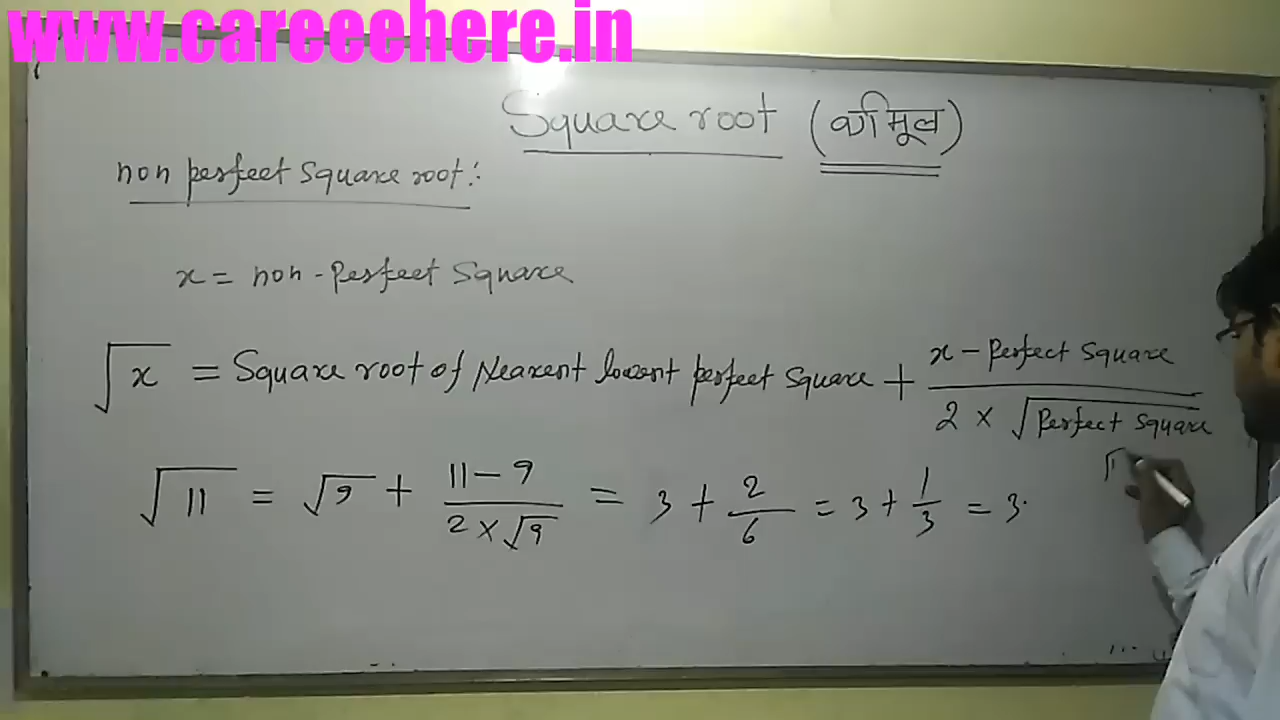 www.careeehere.in
Square root (वर्गमूल)
non perfect square root:
x = non-Perfect Square
√x = Square root of Nearest lowest perfect square + (x - Perfect Square)/(2 × √Perfect Square)
√11 = √9 + (11-9)/(2×√9) = 3 + 2/6 = 3 + 1/3 = 3.